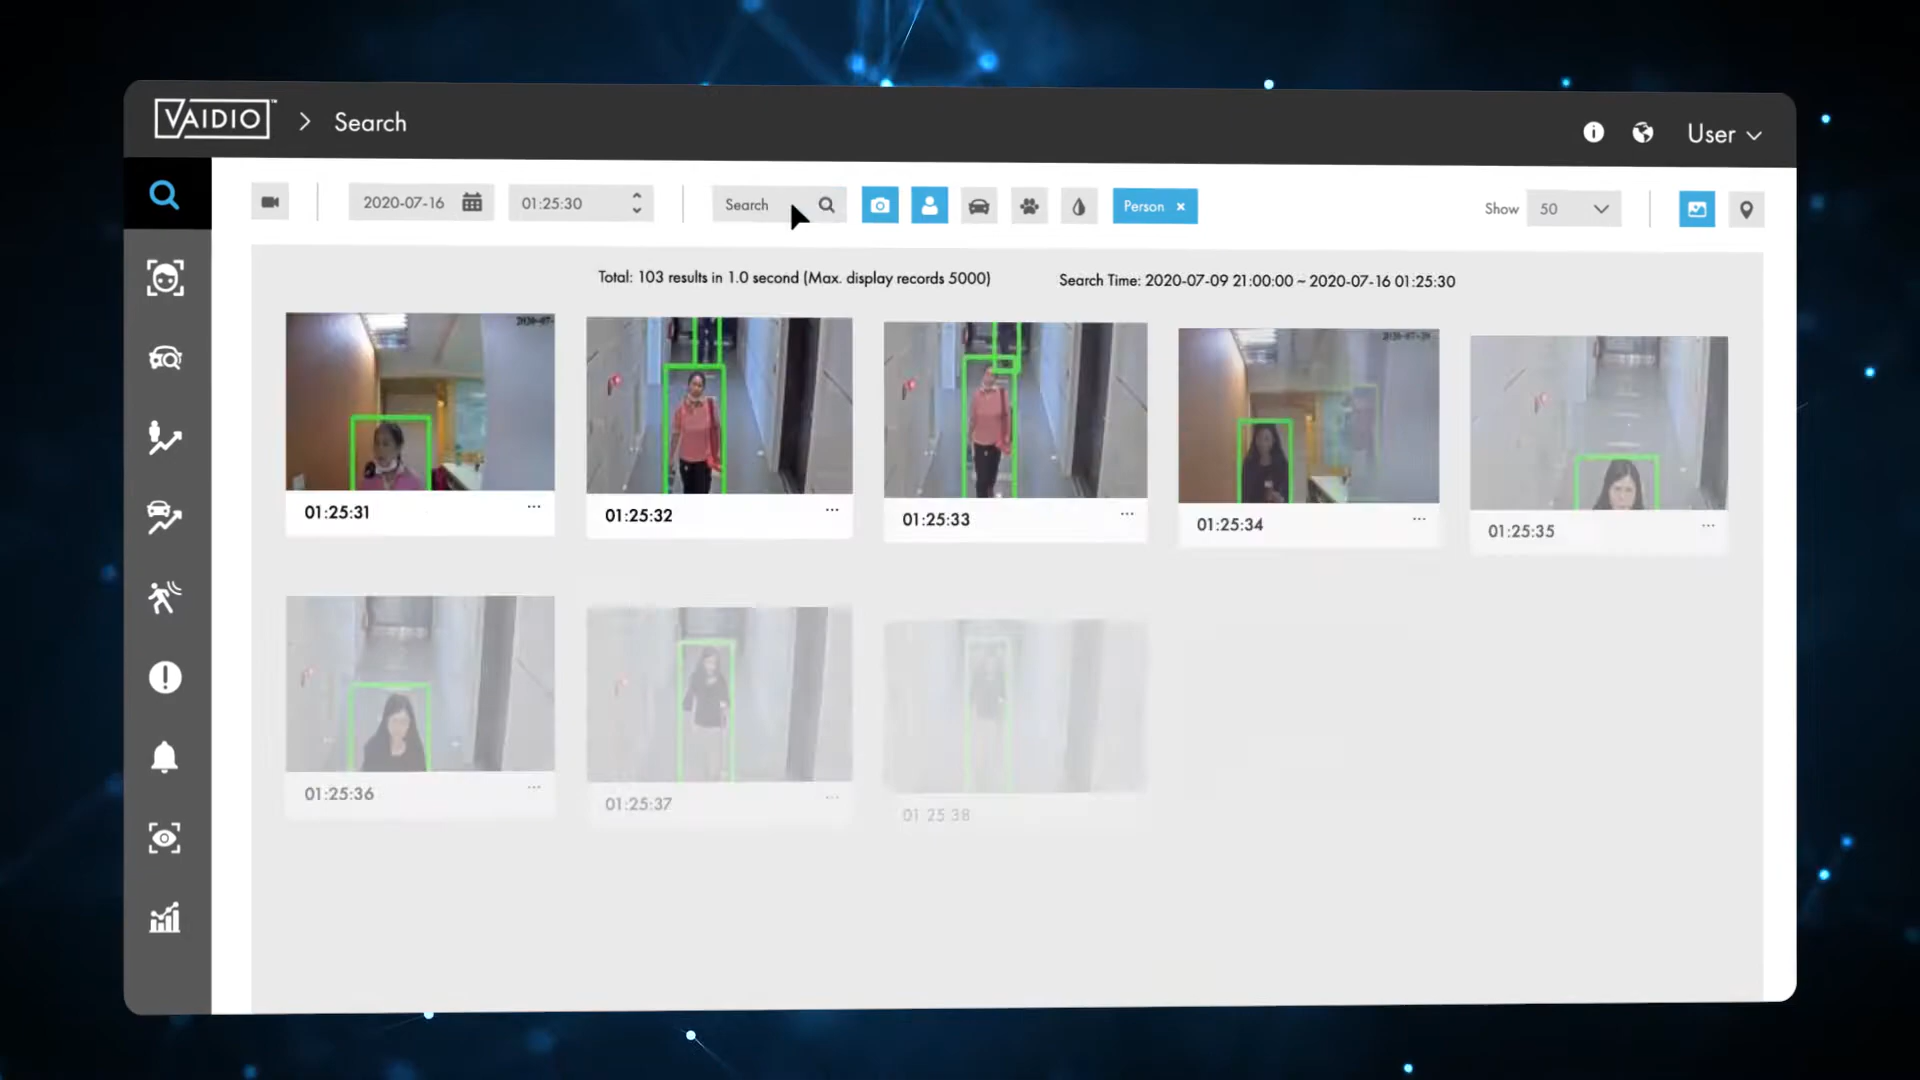 VAIDIO™ > Search
User
2020-07-16
01:25:30
Search
Person ×
Show 50
Total: 103 results in 1.0 second (Max. display records 5000)
Search Time: 2020-07-09 21:00:00 ~ 2020-07-16 01:25:30
2020-07-
01:25:31 ...
01:25:32 ...
01:25:33 ...
01:25:34 ...
01:25:35 ...
01:25:36 ...
01:25:37 ...
01 25 38